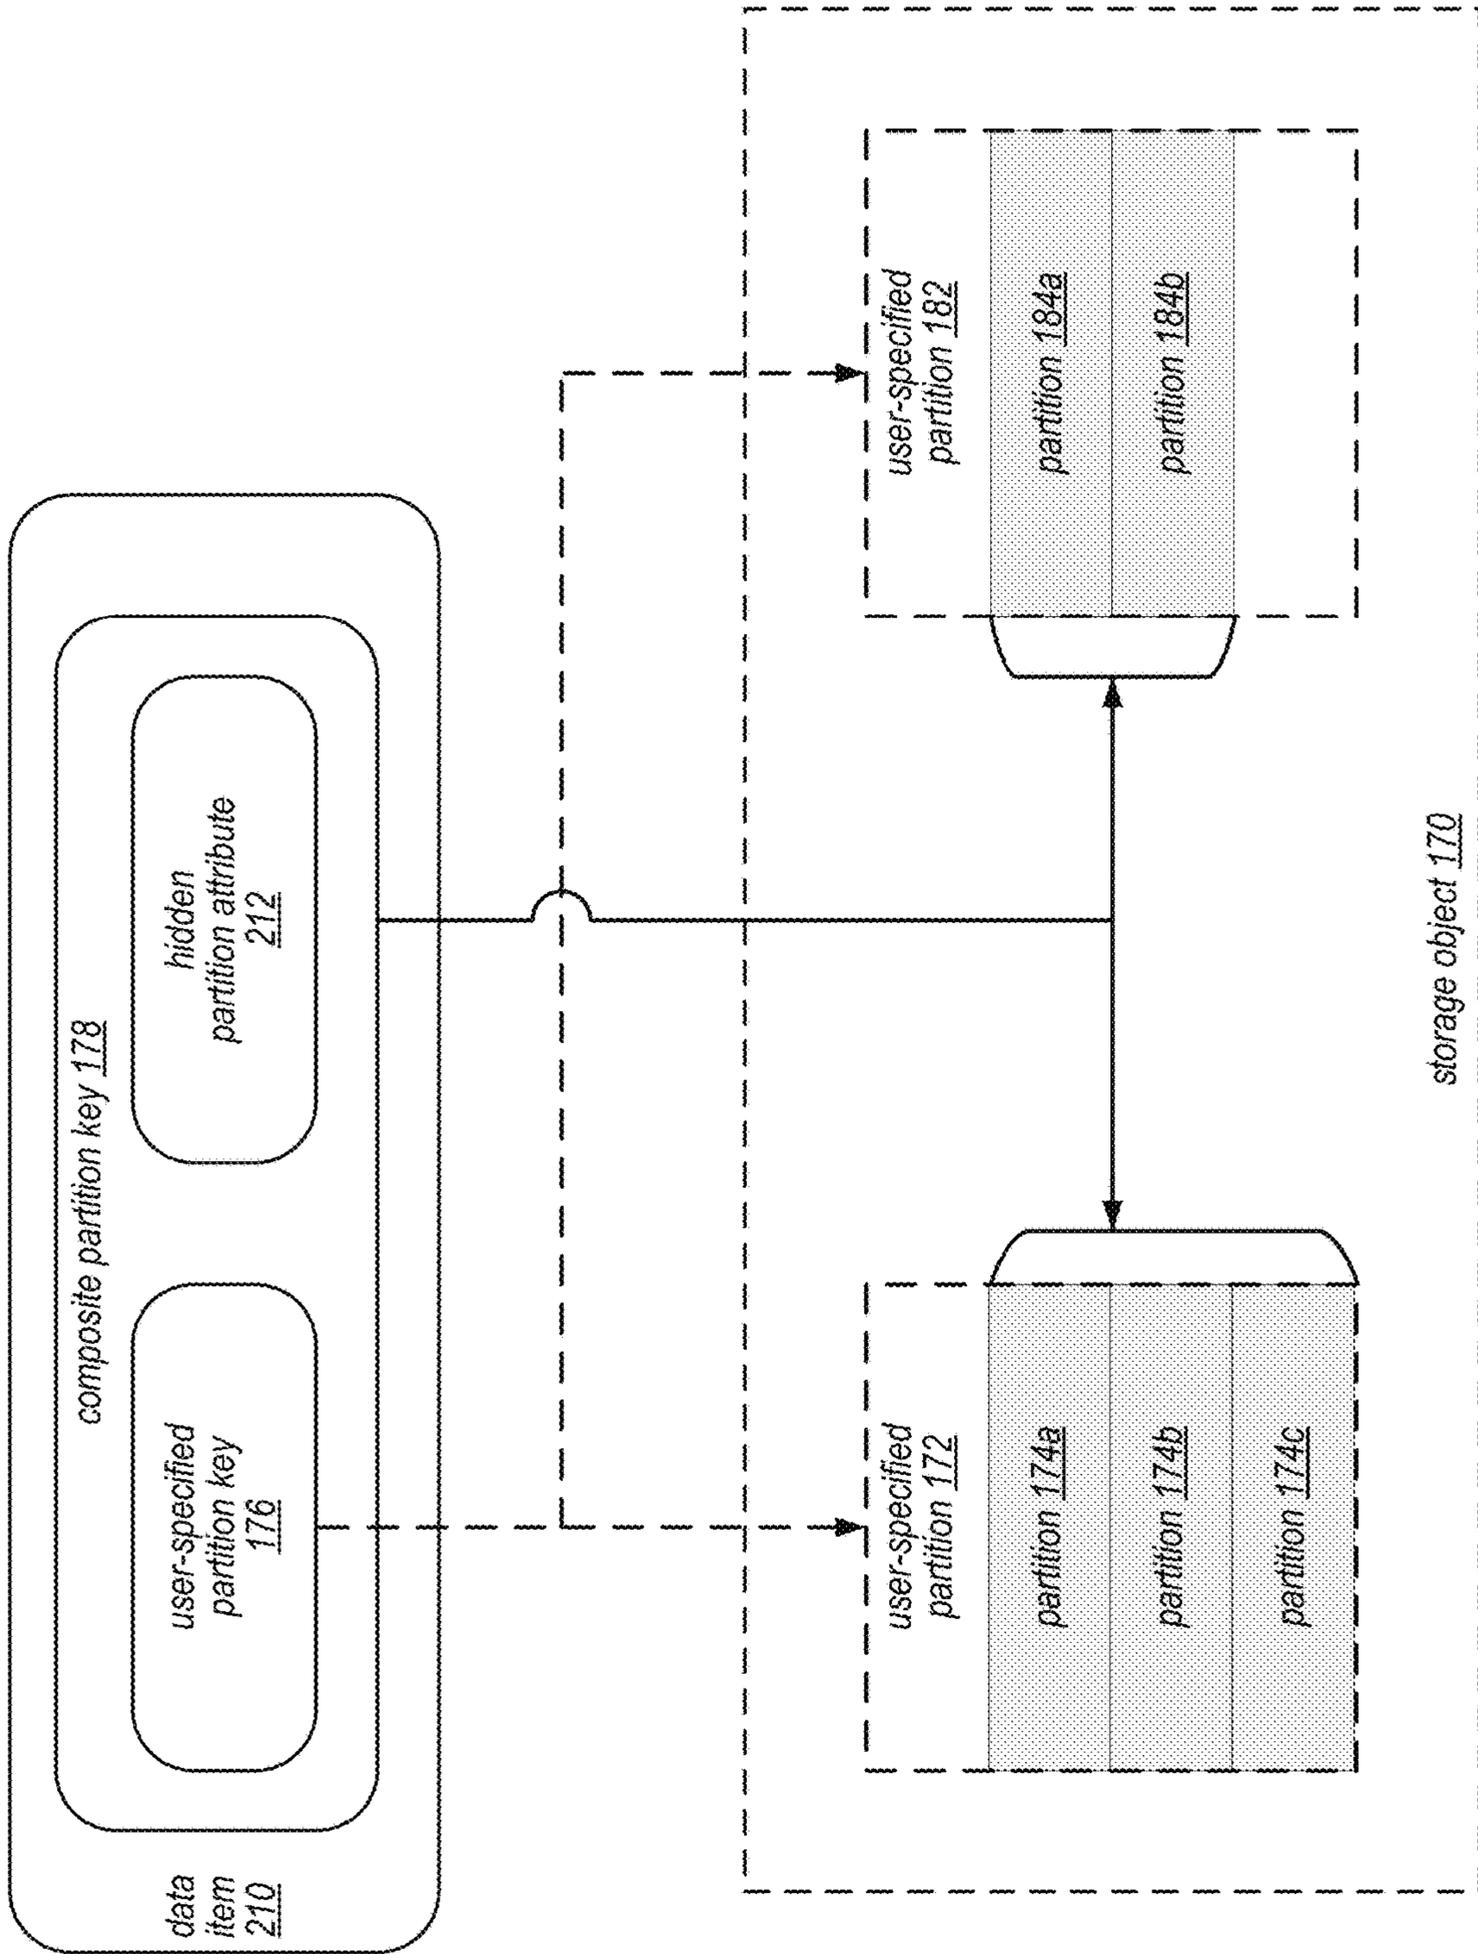 data
item
210
composite partition key 178
user-specified
partition key
176
hidden
partition attribute
212
user-specified
partition 172
partition 174a
partition 174b
partition 174c
user-specified
partition 182
partition 184a
partition 184b
storage object 170